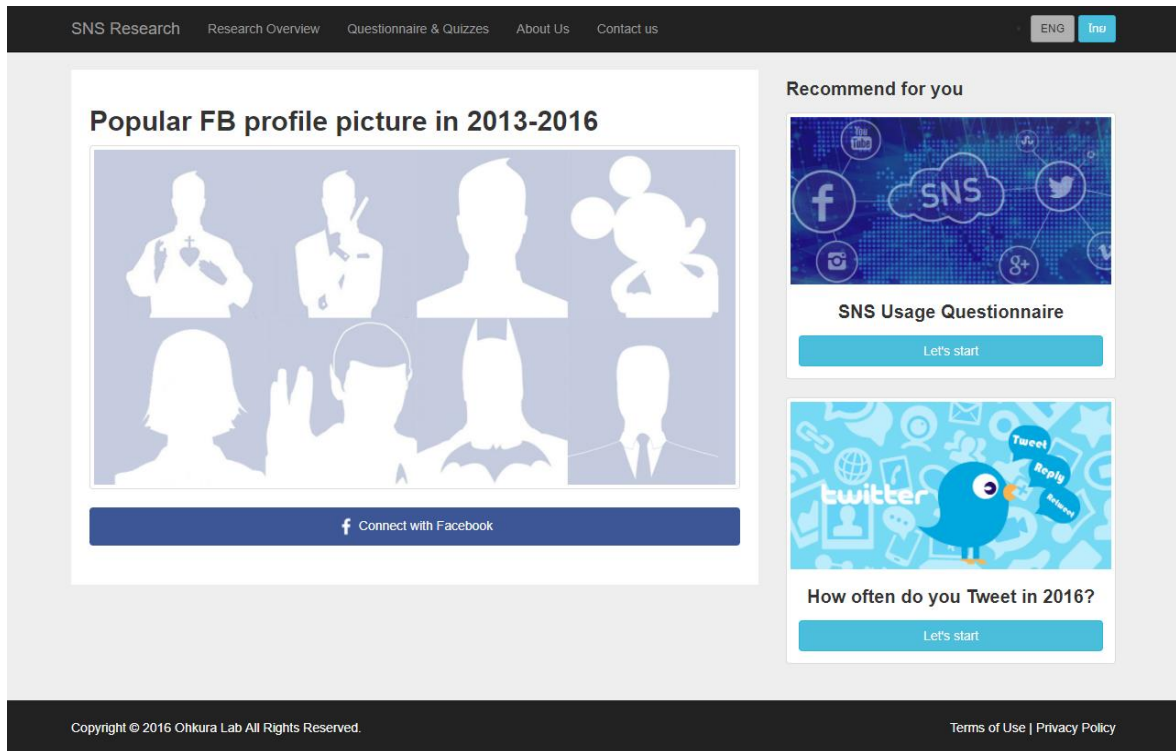 SNS Research
Research Overview
Questionnaire & Quizzes
About Us
Contact us
ENG
ไทย
Popular FB profile picture in 2013-2016
f Connect with Facebook
Recommend for you
You
Tube
f
SNS
g+
SNS Usage Questionnaire
Let's start
twitter
Tweet
Reply
Retweet
How often do you Tweet in 2016?
Let's start
Copyright © 2016 Ohkura Lab All Rights Reserved.
Terms of Use | Privacy Policy